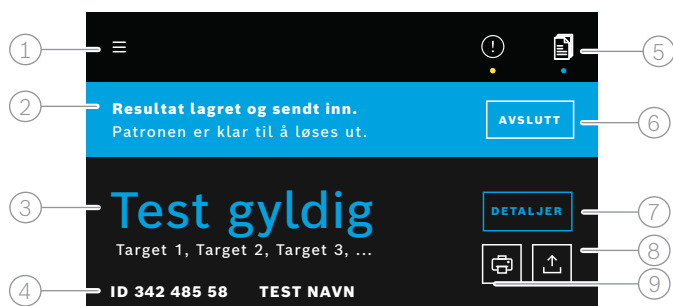 1
5
2
Resultat lagret og sendt inn.
Patronen er klar til å løses ut.
AVSLUTT
6
3
Test gyldig
DETALJER
7
Target 1, Target 2, Target 3, ...
8
4
ID 342 485 58 TEST NAVN
9